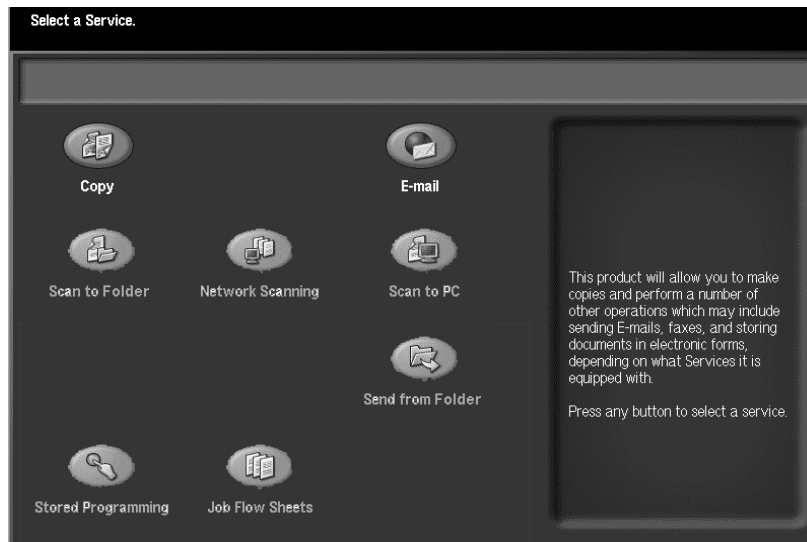 Select a Service.
Copy
E-mail
Scan to Folder
Network Scanning
Scan to PC
Send from Folder
Stored Programming
Job Flow Sheets
This product will allow you to make
copies and perform a number of
other operations which may include
sending E-mails, faxes, and storing
documents in electronic forms,
depending on what Services it is
equipped with.
Press any button to select a service.